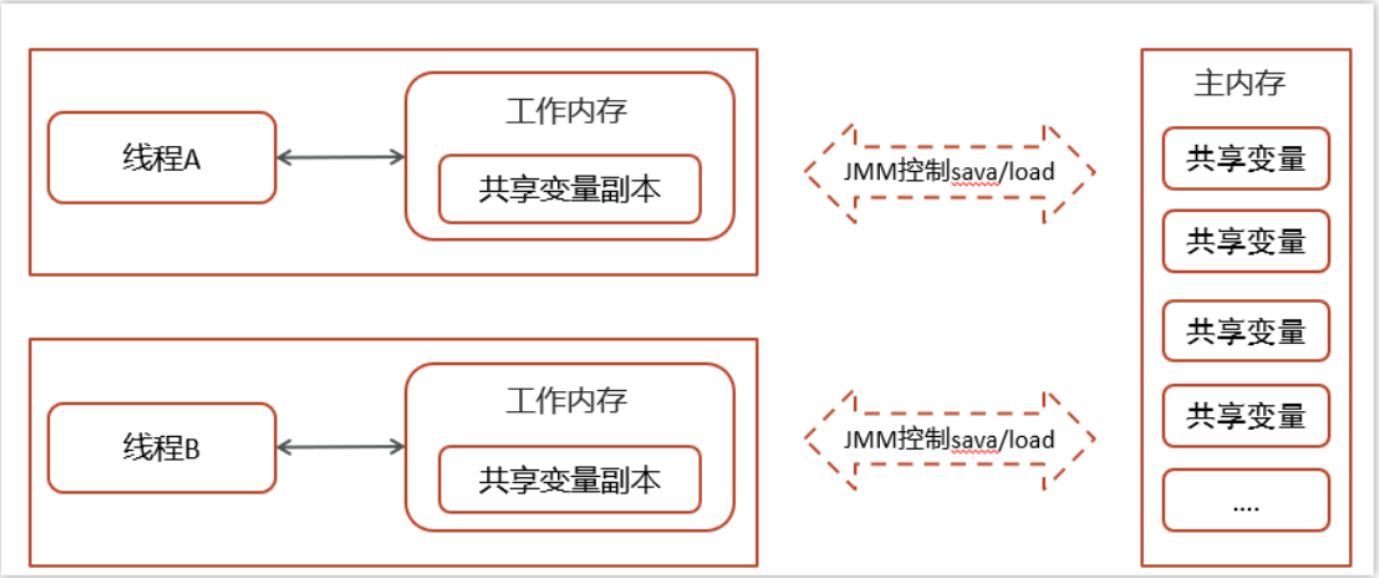 线程A
工作内存
共享变量副本
JMM控制sava/load
主内存
共享变量
共享变量
共享变量
共享变量
....
线程B
工作内存
共享变量副本
JMM控制sava/load